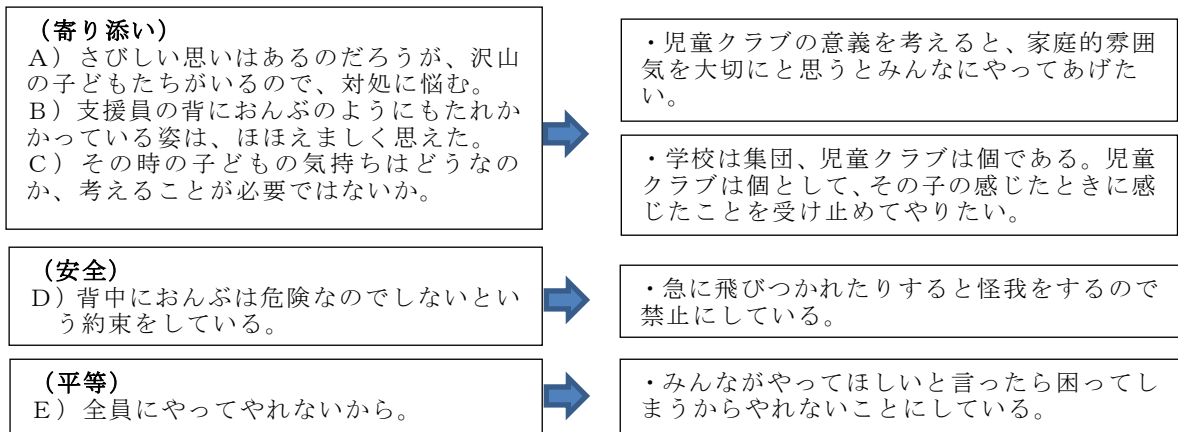 （寄り添い）
Ａ）さびしい思いはあるのだろうが、沢山
の子どもたちがいるので、対処に悩む。
Ｂ）支援員の背におんぶのようにもたれか
かっている姿は、ほほえましく思えた。
Ｃ）その時の子どもの気持ちはどうなの
か、考えることが必要ではないか。
・児童クラブの意義を考えると、家庭的雰囲
気を大切にと思うとみんなにやってあげた
い。
・学校は集団、児童クラブは個である。児童
クラブは個として、その子の感じたときに感
じたことを受け止めてやりたい。
（安全）
Ｄ）背中におんぶは危険なのでしないとい
う約束をしている。
・急に飛びつかれたりすると怪我をするので
禁止にしている。
（平等）
Ｅ）全員にやってやれないから。
・みんながやってほしいと言ったら困ってし
まうからやれないことにしている。